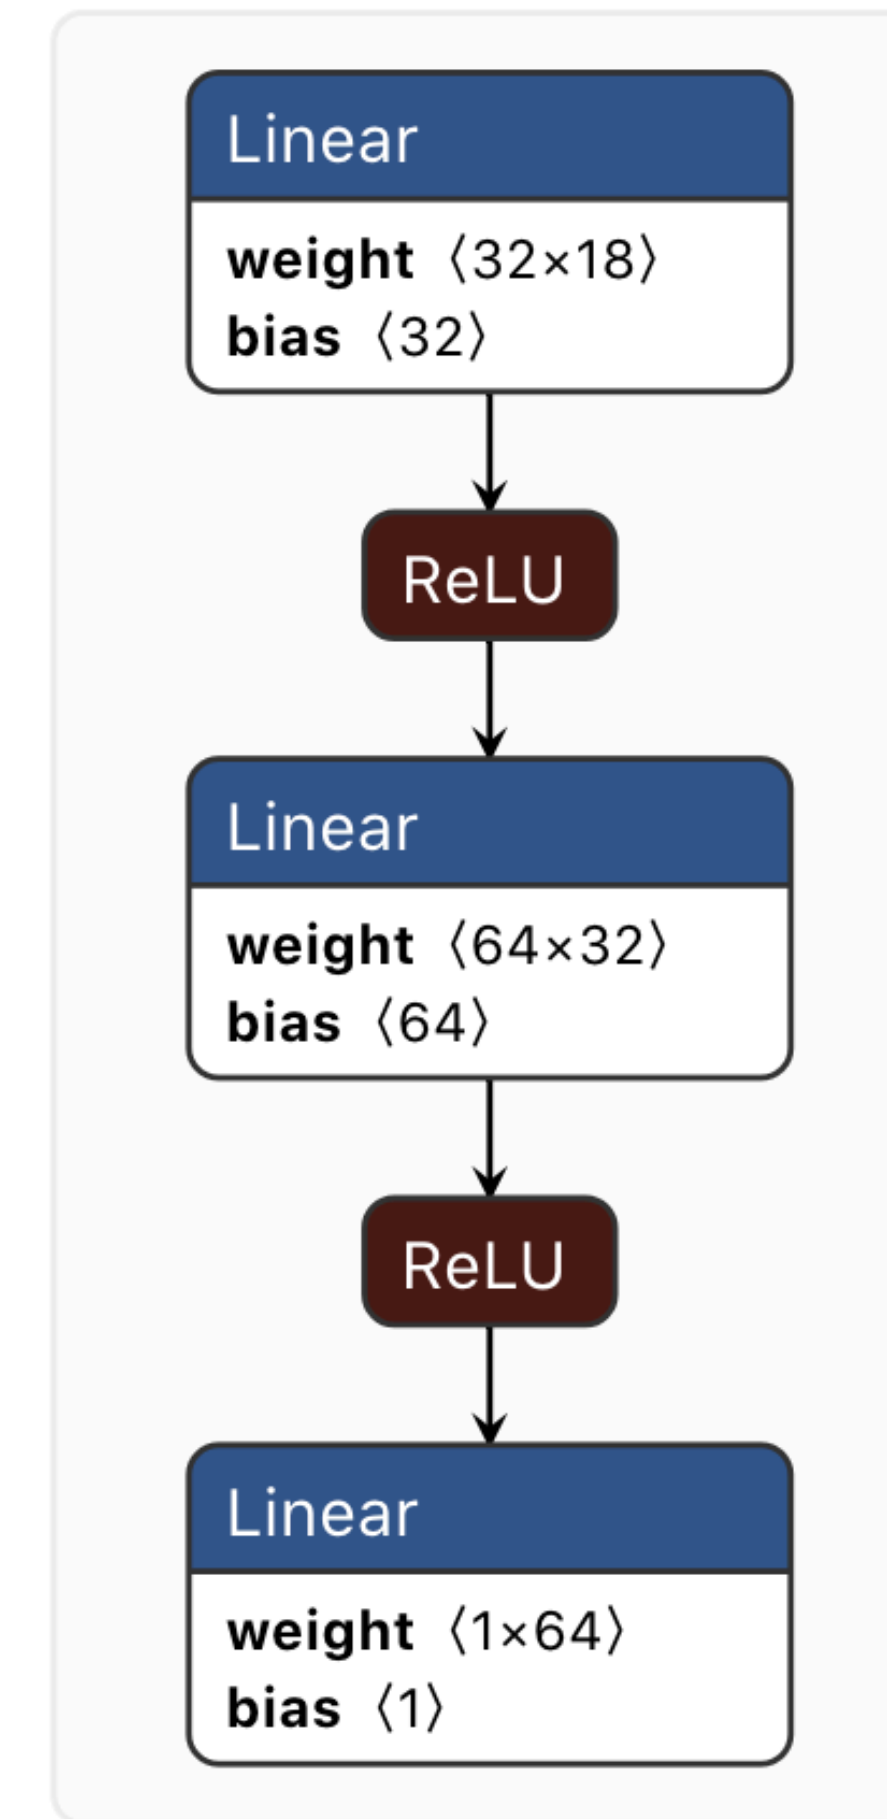 Linear
weight ⟨32×18⟩
bias ⟨32⟩
ReLU
Linear
weight ⟨64×32⟩
bias ⟨64⟩
ReLU
Linear
weight ⟨1×64⟩
bias ⟨1⟩